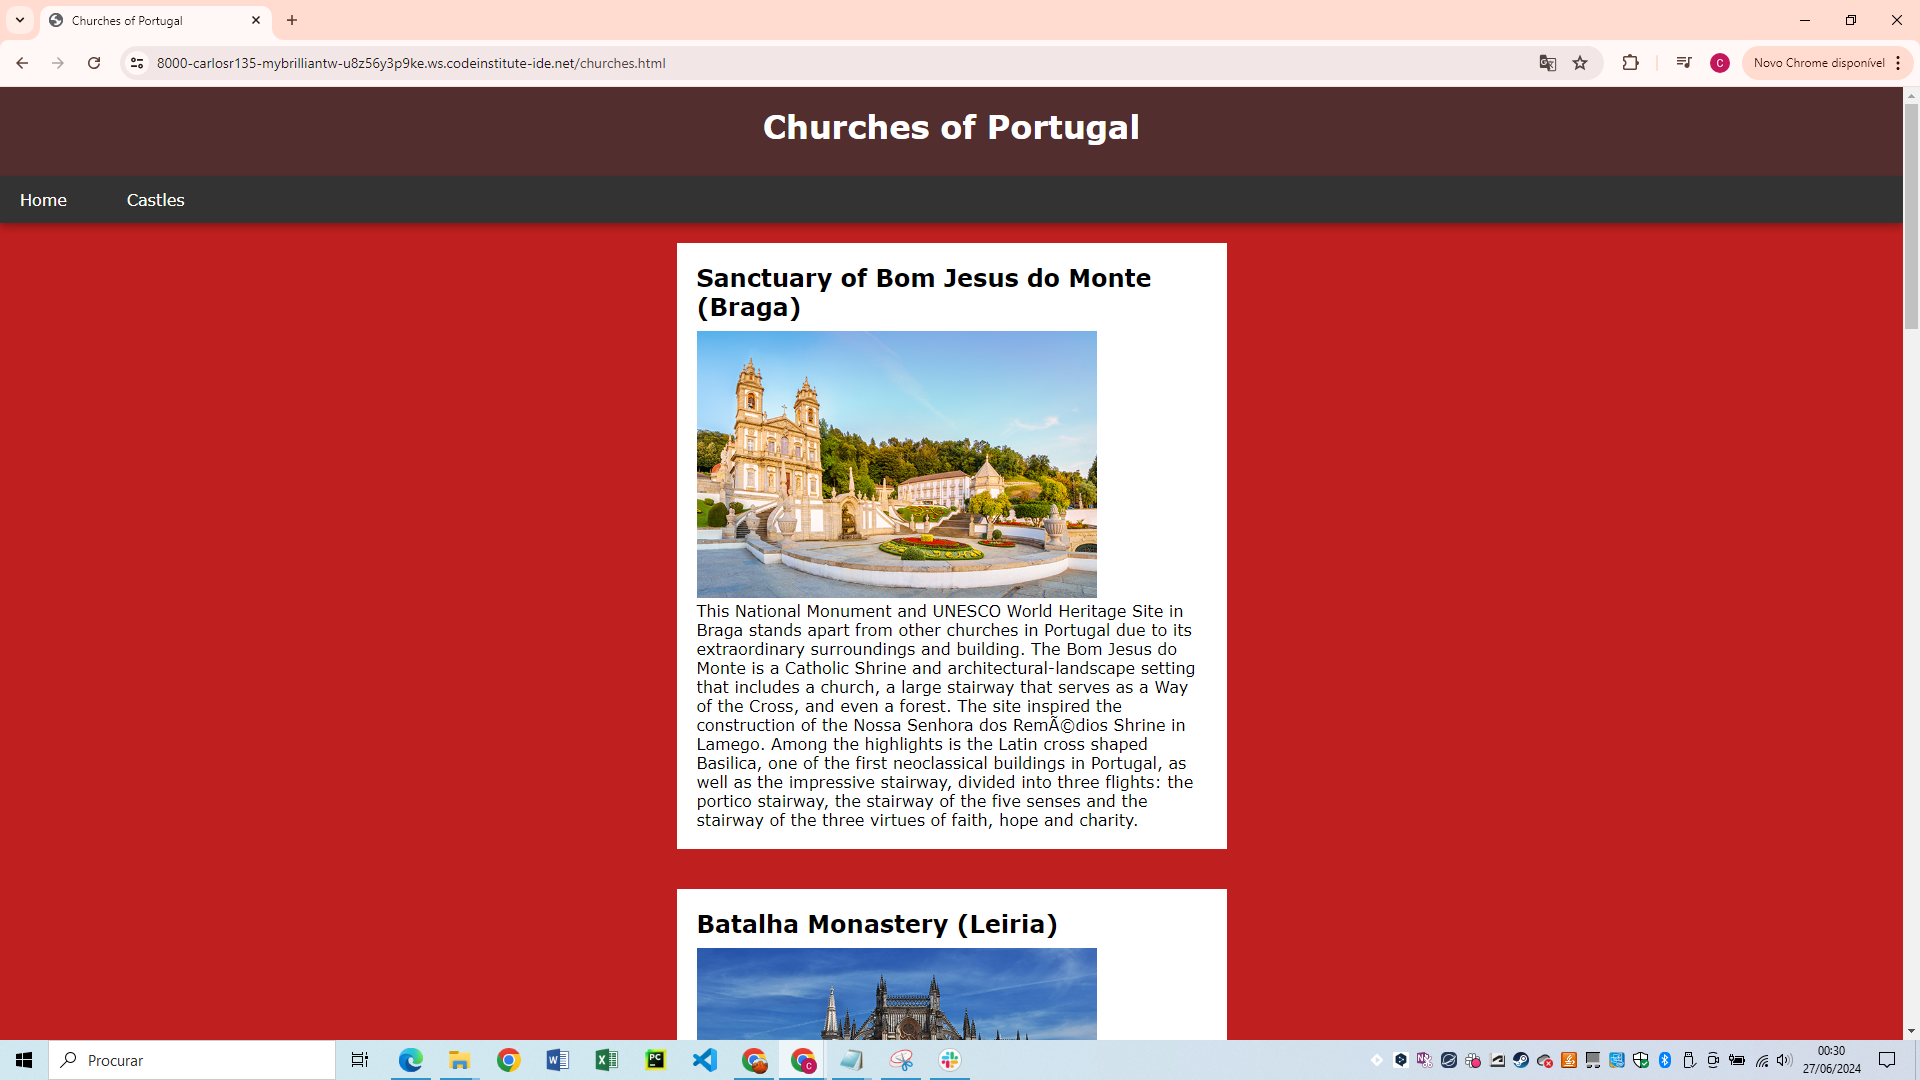 Churches of Portugal
8000-carlosr135-mybrilliantw-u8z56y3p9ke.ws.codeinstitute-ide.net/churches.html
C
Novo Chrome disponível
Churches of Portugal
Home
Castles
Sanctuary of Bom Jesus do Monte
(Braga)
This National Monument and UNESCO World Heritage Site in
Braga stands apart from other churches in Portugal due to its
extraordinary surroundings and building. The Bom Jesus do
Monte is a Catholic Shrine and architectural-landscape setting
that includes a church, a large stairway that serves as a Way
of the Cross, and even a forest. The site inspired the
construction of the Nossa Senhora dos RemÃ©dios Shrine in
Lamego. Among the highlights is the Latin cross shaped
Basilica, one of the first neoclassical buildings in Portugal, as
well as the impressive stairway, divided into three flights: the
portico stairway, the stairway of the five senses and the
stairway of the three virtues of faith, hope and charity.
Batalha Monastery (Leiria)
Procurar
00:30
27/06/2024